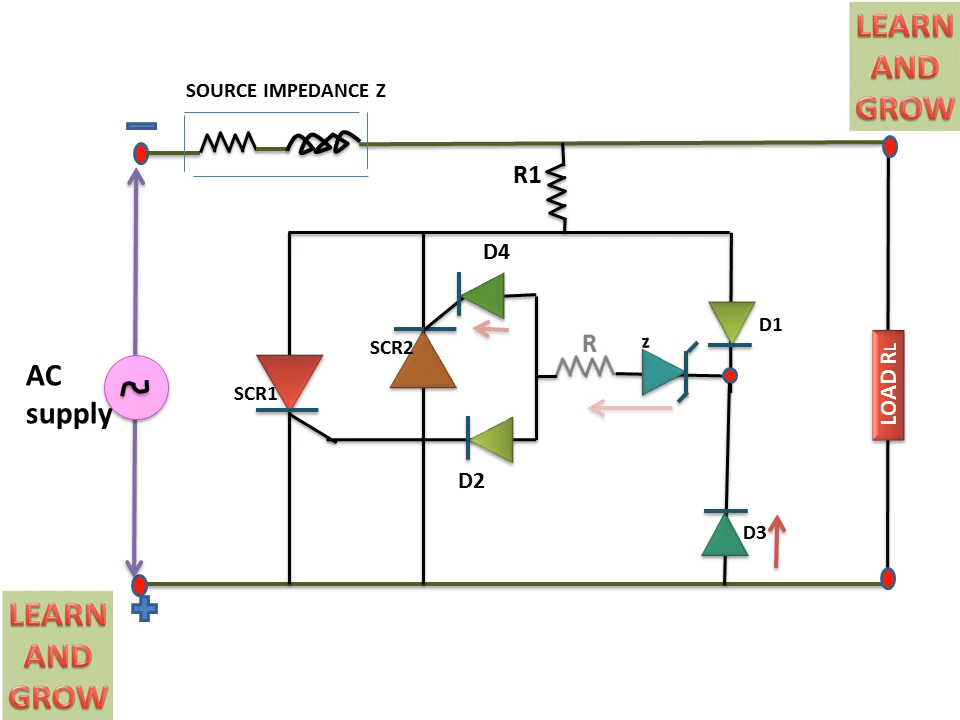 LEARN
AND
GROW
SOURCE IMPEDANCE Z
R1
D4
D1
R
z
SCR2
AC
supply
SCR1
LOAD RL
D2
D3
LEARN
AND
GROW